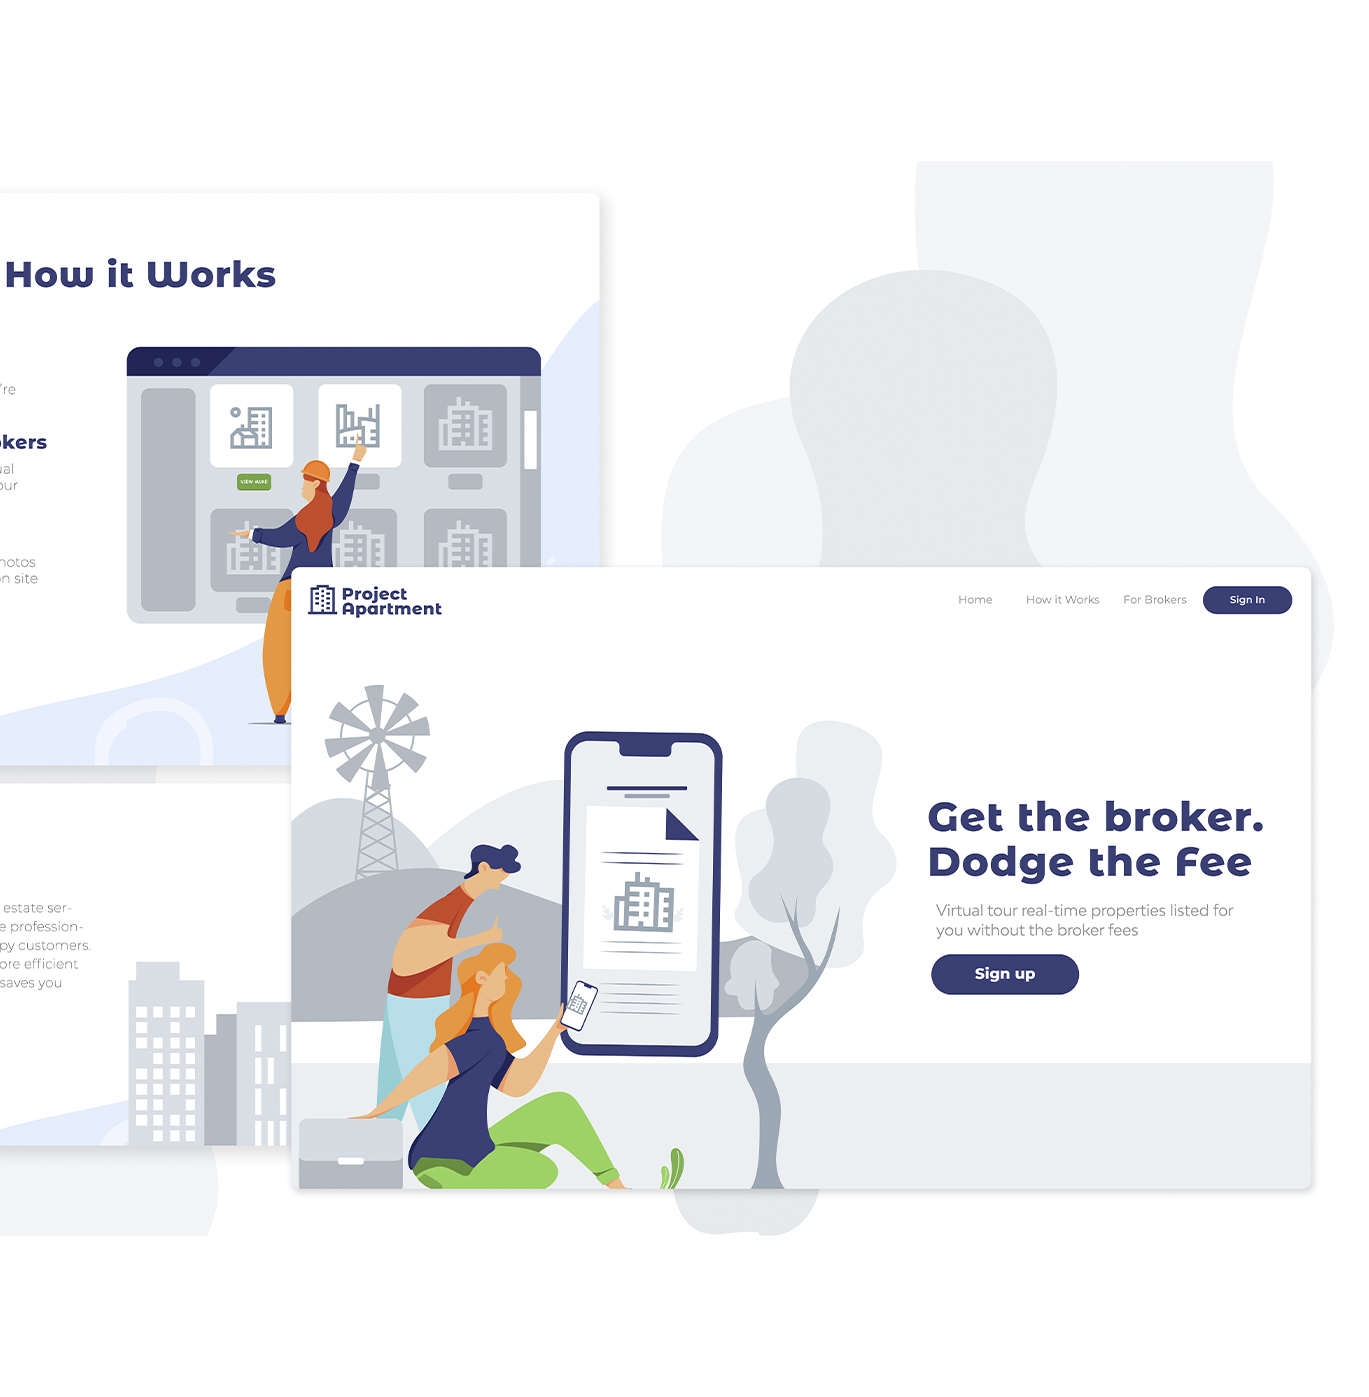 How it Works
're
okers
ual
our
hotos
on site
VIEW MORE
Project
Apartment
Home
How it Works
For Brokers
Sign In
Get the broker.
Dodge the Fee
Virtual tour real-time properties listed for
you without the broker fees
Sign up
estate ser-
e profession-
py customers.
ore efficient
saves you